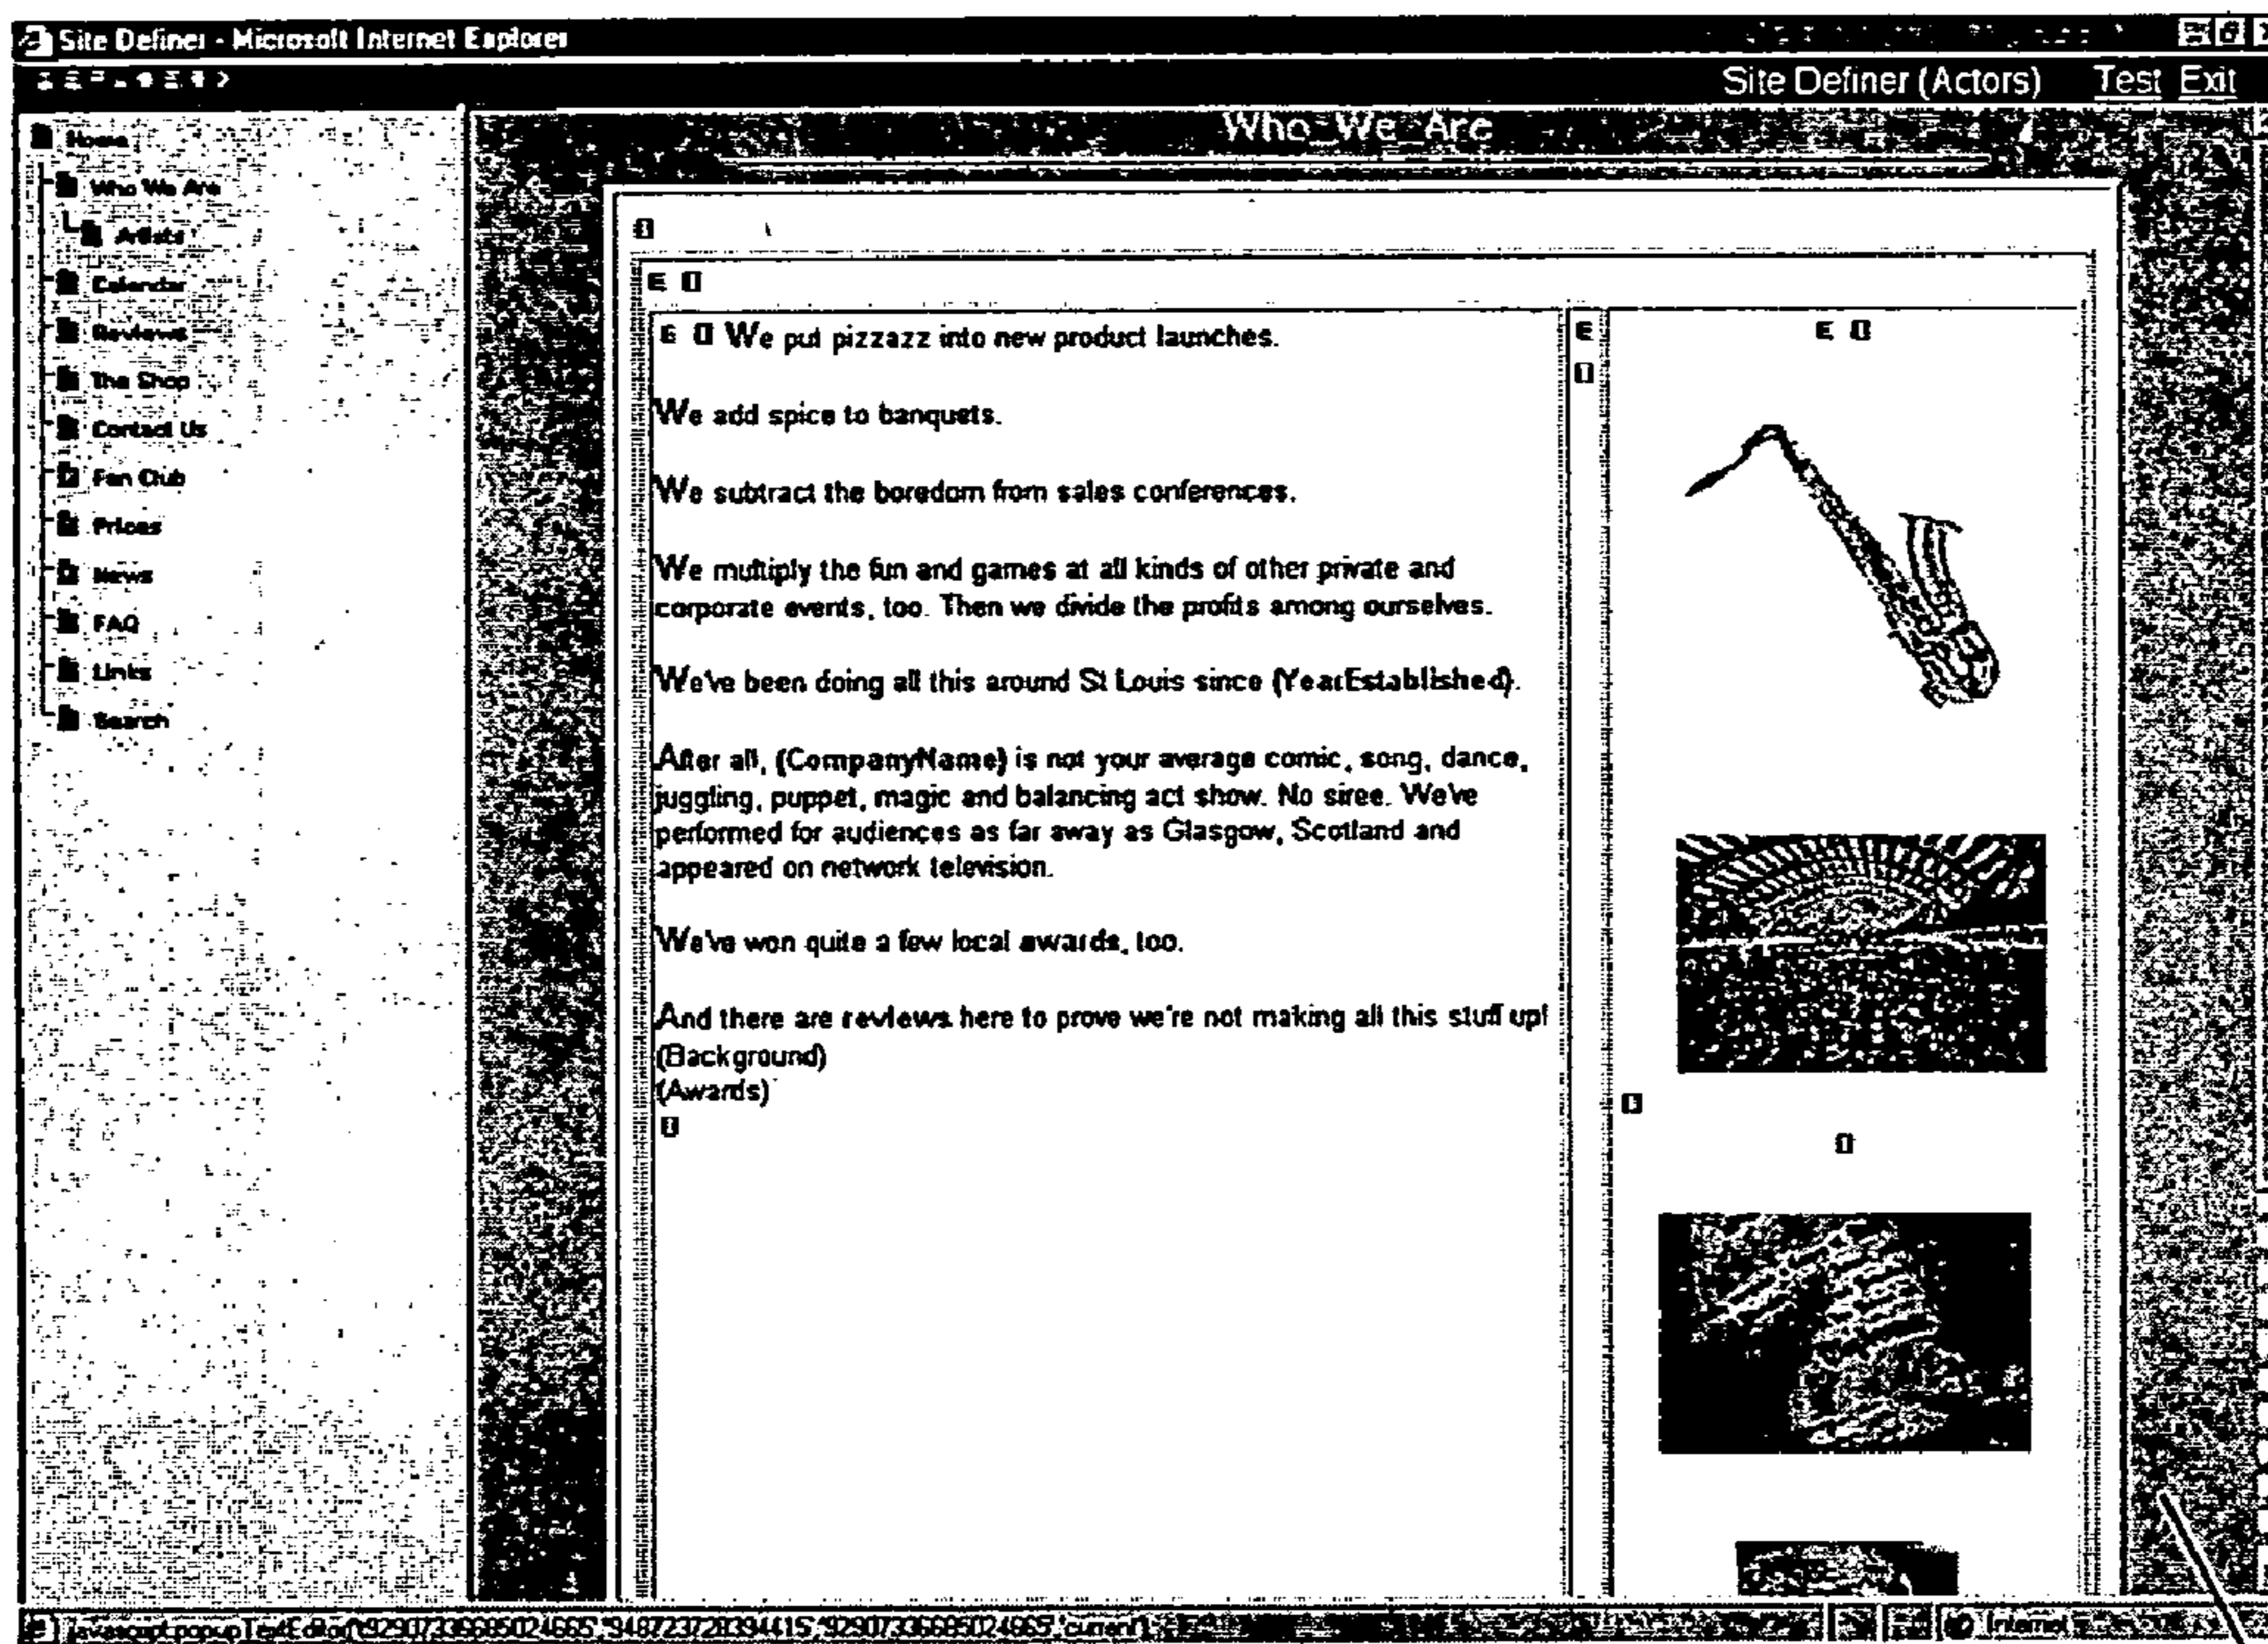 Site Definer - Microsoft Internet Explorer
Site Definer (Actors) Test Exit
Home
Who We Are
Artists
Calendar
Reviews
The Shop
Contact Us
Fan Club
Prices
News
FAQ
Links
Search
Who_We_Are
E I
E I We put pizzazz into new product launches.
We add spice to banquets.
We subtract the boredom from sales conferences.
We multiply the fun and games at all kinds of other private and
corporate events, too. Then we divide the profits among ourselves.
We've been doing all this around St Louis since (YearEstablished).
After all, (CompanyName) is not your average comic, song, dance,
juggling, puppet, magic and balancing act show. No siree. We've
performed for audiences as far away as Glasgow, Scotland and
appeared on network television.
We've won quite a few local awards, too.
And there are reviews here to prove we're not making all this stuff up!
(Background)
(Awards)
I
E
I
E I
I
Internet